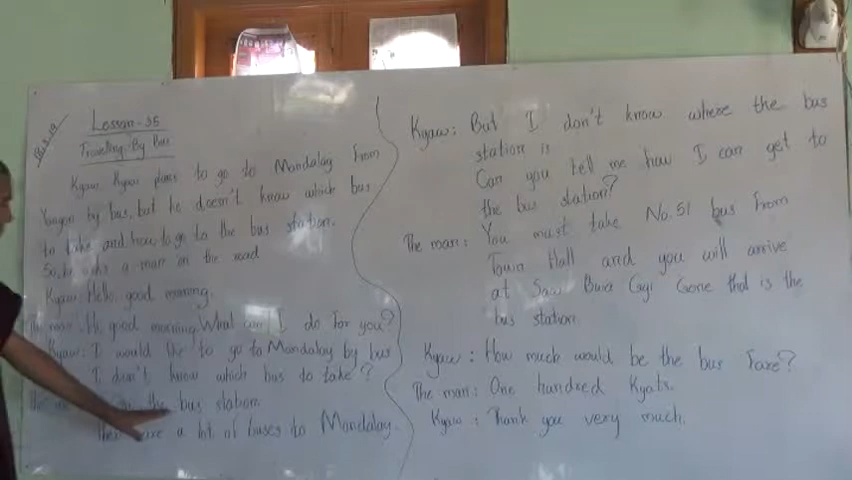 18.3.19
Lesson-35
Travelling By Bus
Kyaw Kyaw plans to go to Mandalay from
Yangon by bus, but he doesn't know which bus
to take and how to go to the bus station.
So, he asks a man on the road
Kyaw: Hello, good morning.
The man: Hi, good morning, What can I do for you?
Kyaw: I would like to go to Mandalay by bus
I don't know which bus to take?
the bus station.
are a lot of buses to Mandalay.
Kyaw: But I don't know where the bus
station is
Can you tell me how I can get to
the bus station?
The man: You must take No.51 bus from
Town Hall and you will arrive
at Saw Bwa Gyi Gone that is the
bus station
Kyaw: How much would be the bus fare?
The man: One hundred Kyats.
Kyaw: Thank you very much.